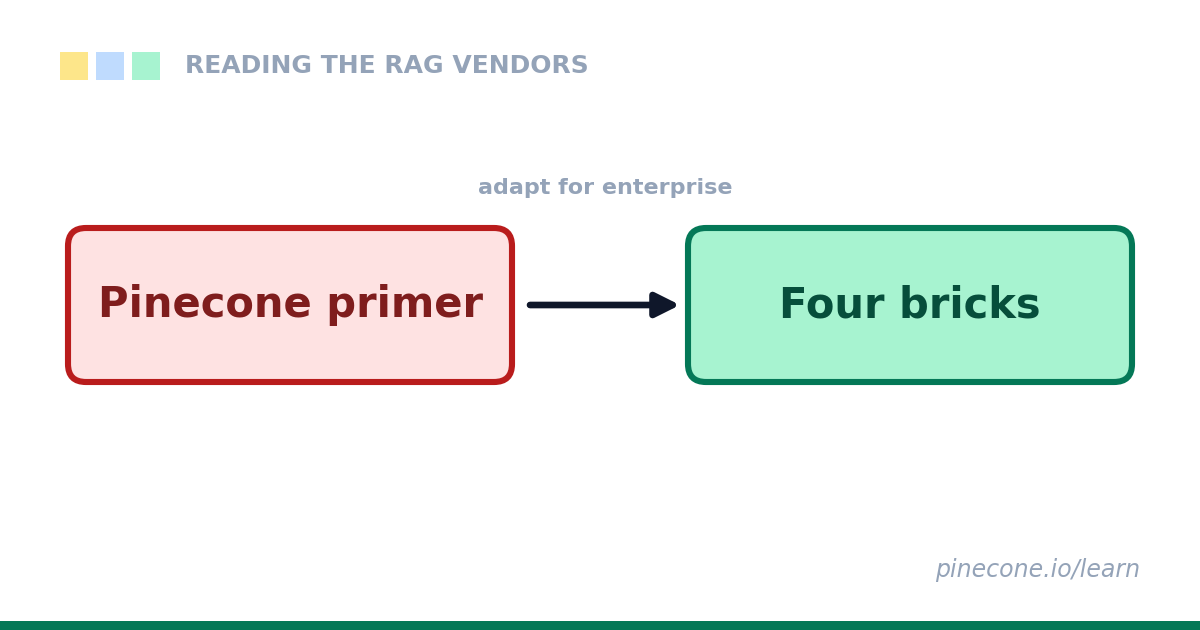 READING THE RAG VENDORS
adapt for enterprise
Pinecone primer
Four bricks
pinecone.io/learn